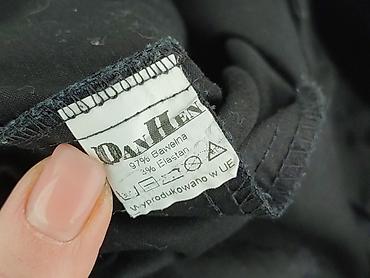 DANHEN
97% Bawełna
3% Elastan
Wyprodukowano w UE